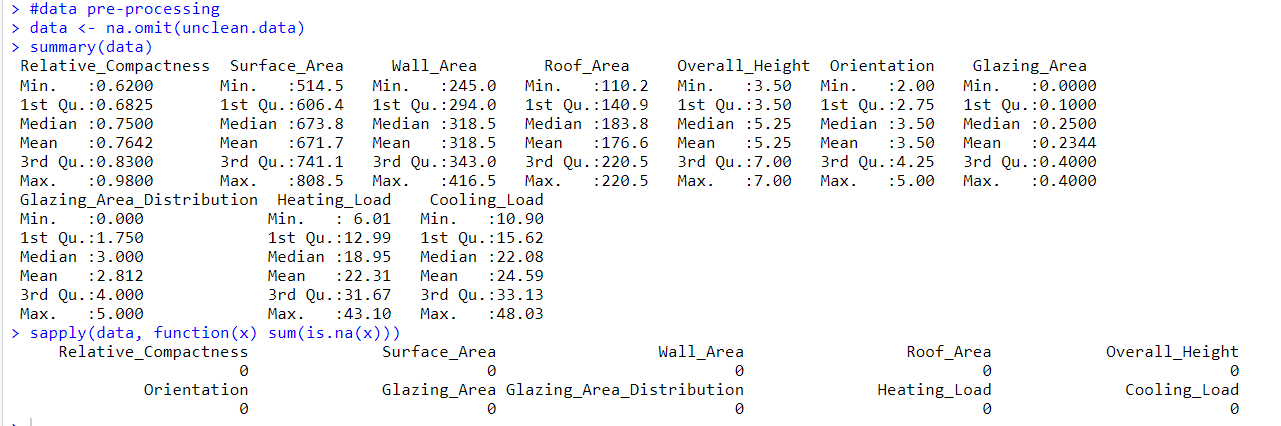 > #data pre-processing
> data <- na.omit(unclean.data)
> summary(data)
Relative_Compactness  Surface_Area     Wall_Area       Roof_Area     Overall_Height  Orientation    Glazing_Area
Min.   :0.6200       Min.   :514.5   Min.   :245.0   Min.   :110.2   Min.   :3.50   Min.   :2.00   Min.   :0.0000
1st Qu.:0.6825       1st Qu.:606.4   1st Qu.:294.0   1st Qu.:140.9   1st Qu.:3.50   1st Qu.:2.75   1st Qu.:0.1000
Median :0.7500       Median :673.8   Median :318.5   Median :183.8   Median :5.25   Median :3.50   Median :0.2500
Mean   :0.7642       Mean   :671.7   Mean   :318.5   Mean   :176.6   Mean   :5.25   Mean   :3.50   Mean   :0.2344
3rd Qu.:0.8300       3rd Qu.:741.1   3rd Qu.:343.0   3rd Qu.:220.5   3rd Qu.:7.00   3rd Qu.:4.25   3rd Qu.:0.4000
Max.   :0.9800       Max.   :808.5   Max.   :416.5   Max.   :220.5   Max.   :7.00   Max.   :5.00   Max.   :0.4000
Glazing_Area_Distribution  Heating_Load    Cooling_Load
Min.   :0.000             Min.   : 6.01   Min.   :10.90
1st Qu.:1.750             1st Qu.:12.99   1st Qu.:15.62
Median :3.000             Median :18.95   Median :22.08
Mean   :2.812             Mean   :22.31   Mean   :24.59
3rd Qu.:4.000             3rd Qu.:31.67   3rd Qu.:33.13
Max.   :5.000             Max.   :43.10   Max.   :48.03
> sapply(data, function(x) sum(is.na(x)))
Relative_Compactness              Surface_Area                 Wall_Area                 Roof_Area            Overall_Height
0                         0                         0                         0                         0
Orientation              Glazing_Area Glazing_Area_Distribution              Heating_Load              Cooling_Load
0                         0                         0                         0                         0